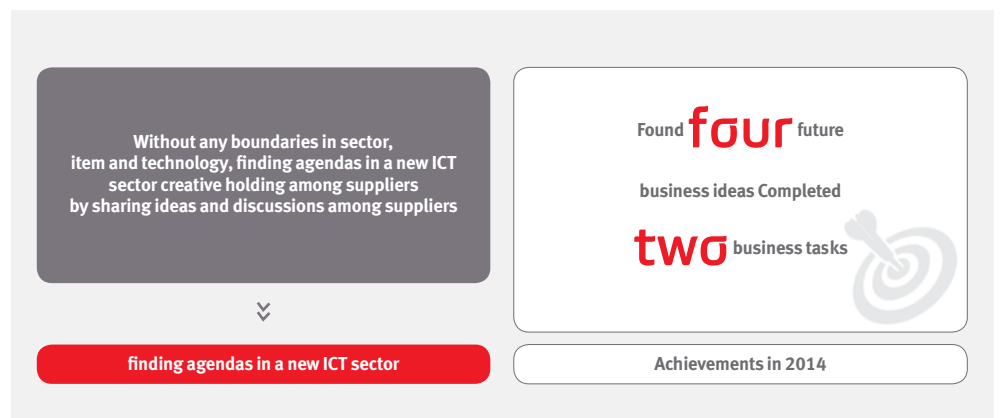 Without any boundaries in sector,
item and technology, finding agendas in a new ICT
sector creative holding among suppliers
by sharing ideas and discussions among suppliers
finding agendas in a new ICT sector
Found four future
business ideas Completed
two business tasks
Achievements in 2014